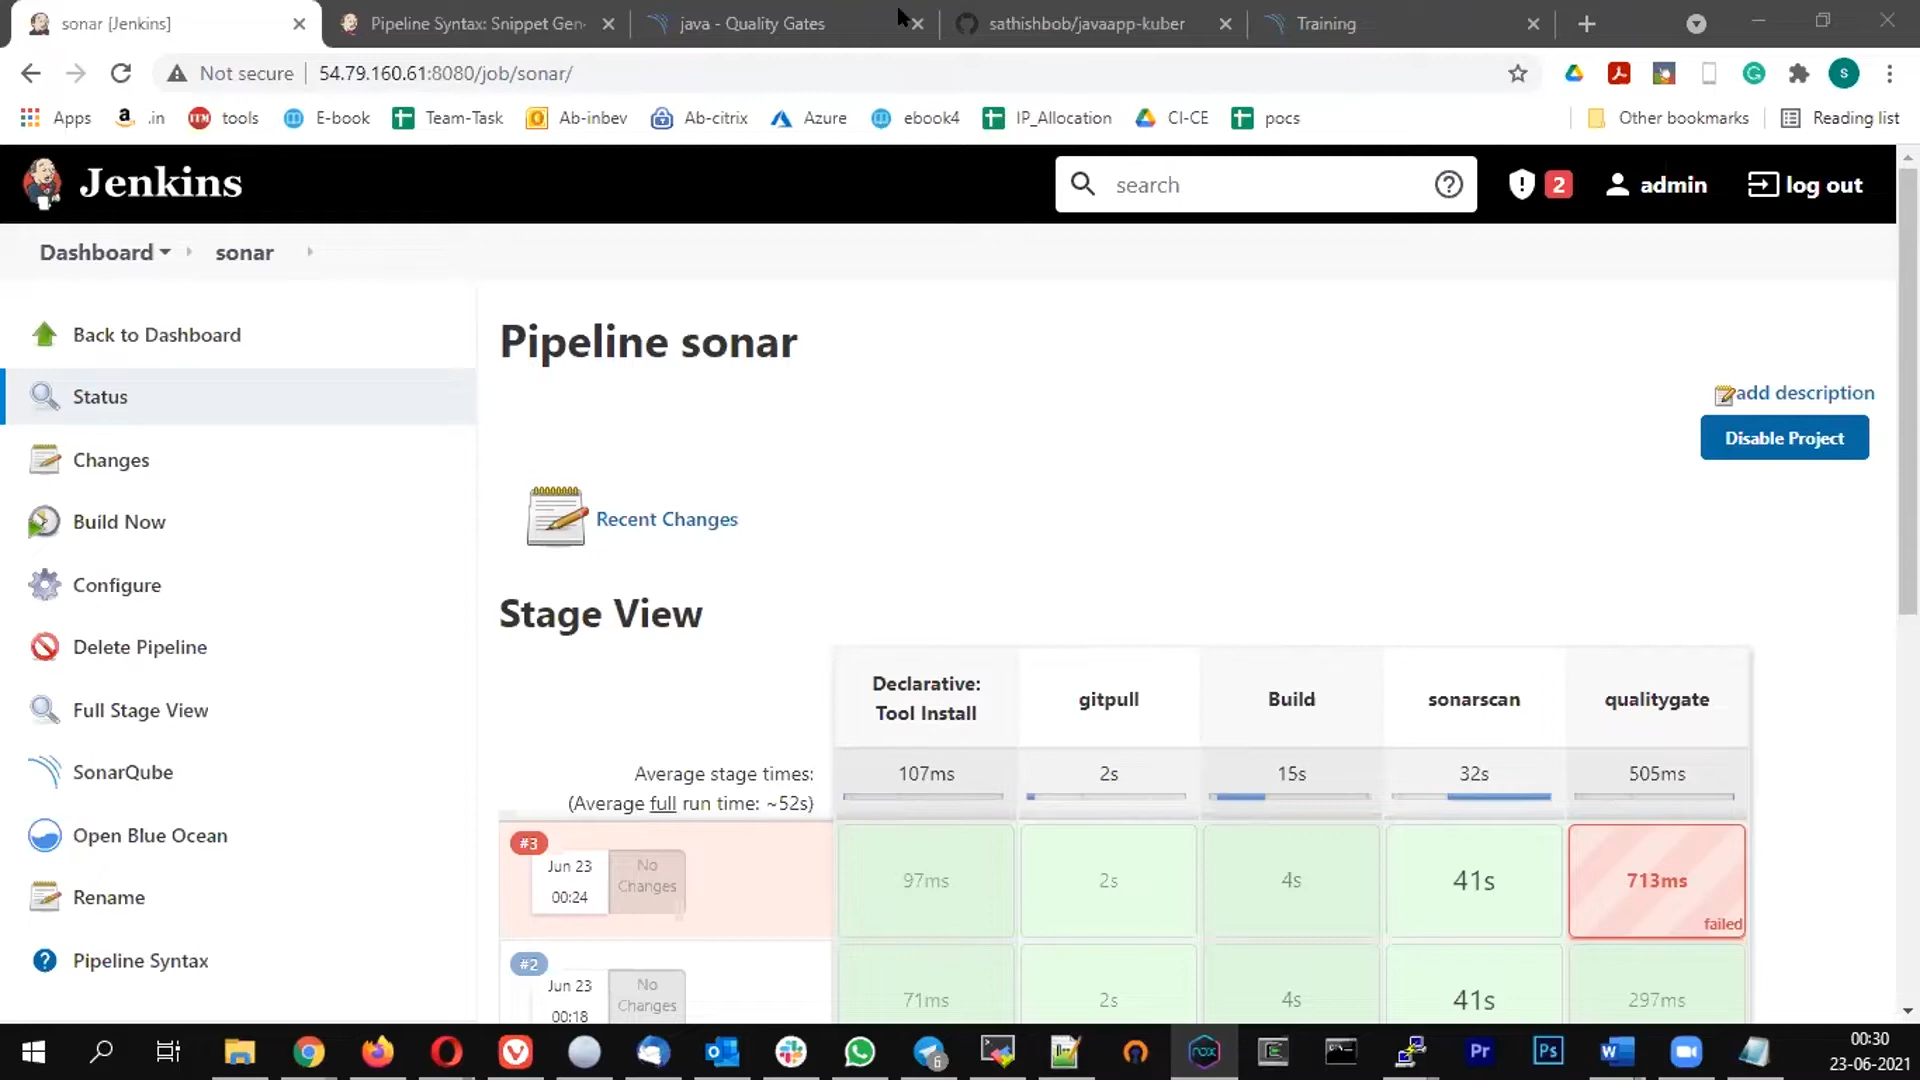 sonar [Jenkins]
Pipeline Syntax: Snippet Gen
java - Quality Gates
sathishbob/javaapp-kuber
Training
Not secure
54.79.160.61:8080/job/sonar/
S
Apps
.in
ITM
tools
E-book
Team-Task
Ab-inbev
Ab-citrix
Azure
ebook4
IP_Allocation
CI-CE
pocs
Other bookmarks
Reading list
Jenkins
search
2
admin
log out
Dashboard
sonar
Back to Dashboard
Status
Changes
Build Now
Configure
Delete Pipeline
Full Stage View
SonarQube
Open Blue Ocean
Rename
Pipeline Syntax
Pipeline sonar
add description
Disable Project
Recent Changes
Stage View
Declarative:
Tool Install
gitpull
Build
sonarscan
qualitygate
Average stage times:
(Average full run time: ~52s)
107ms
2s
15s
32s
505ms
#3
Jun 23
00:24
No
Changes
97ms
2s
4s
41s
713ms
failed
#2
Jun 23
00:18
No
Changes
71ms
2s
4s
41s
297ms
6
nox
Pr
Ps
W
00:30
23-06-2021